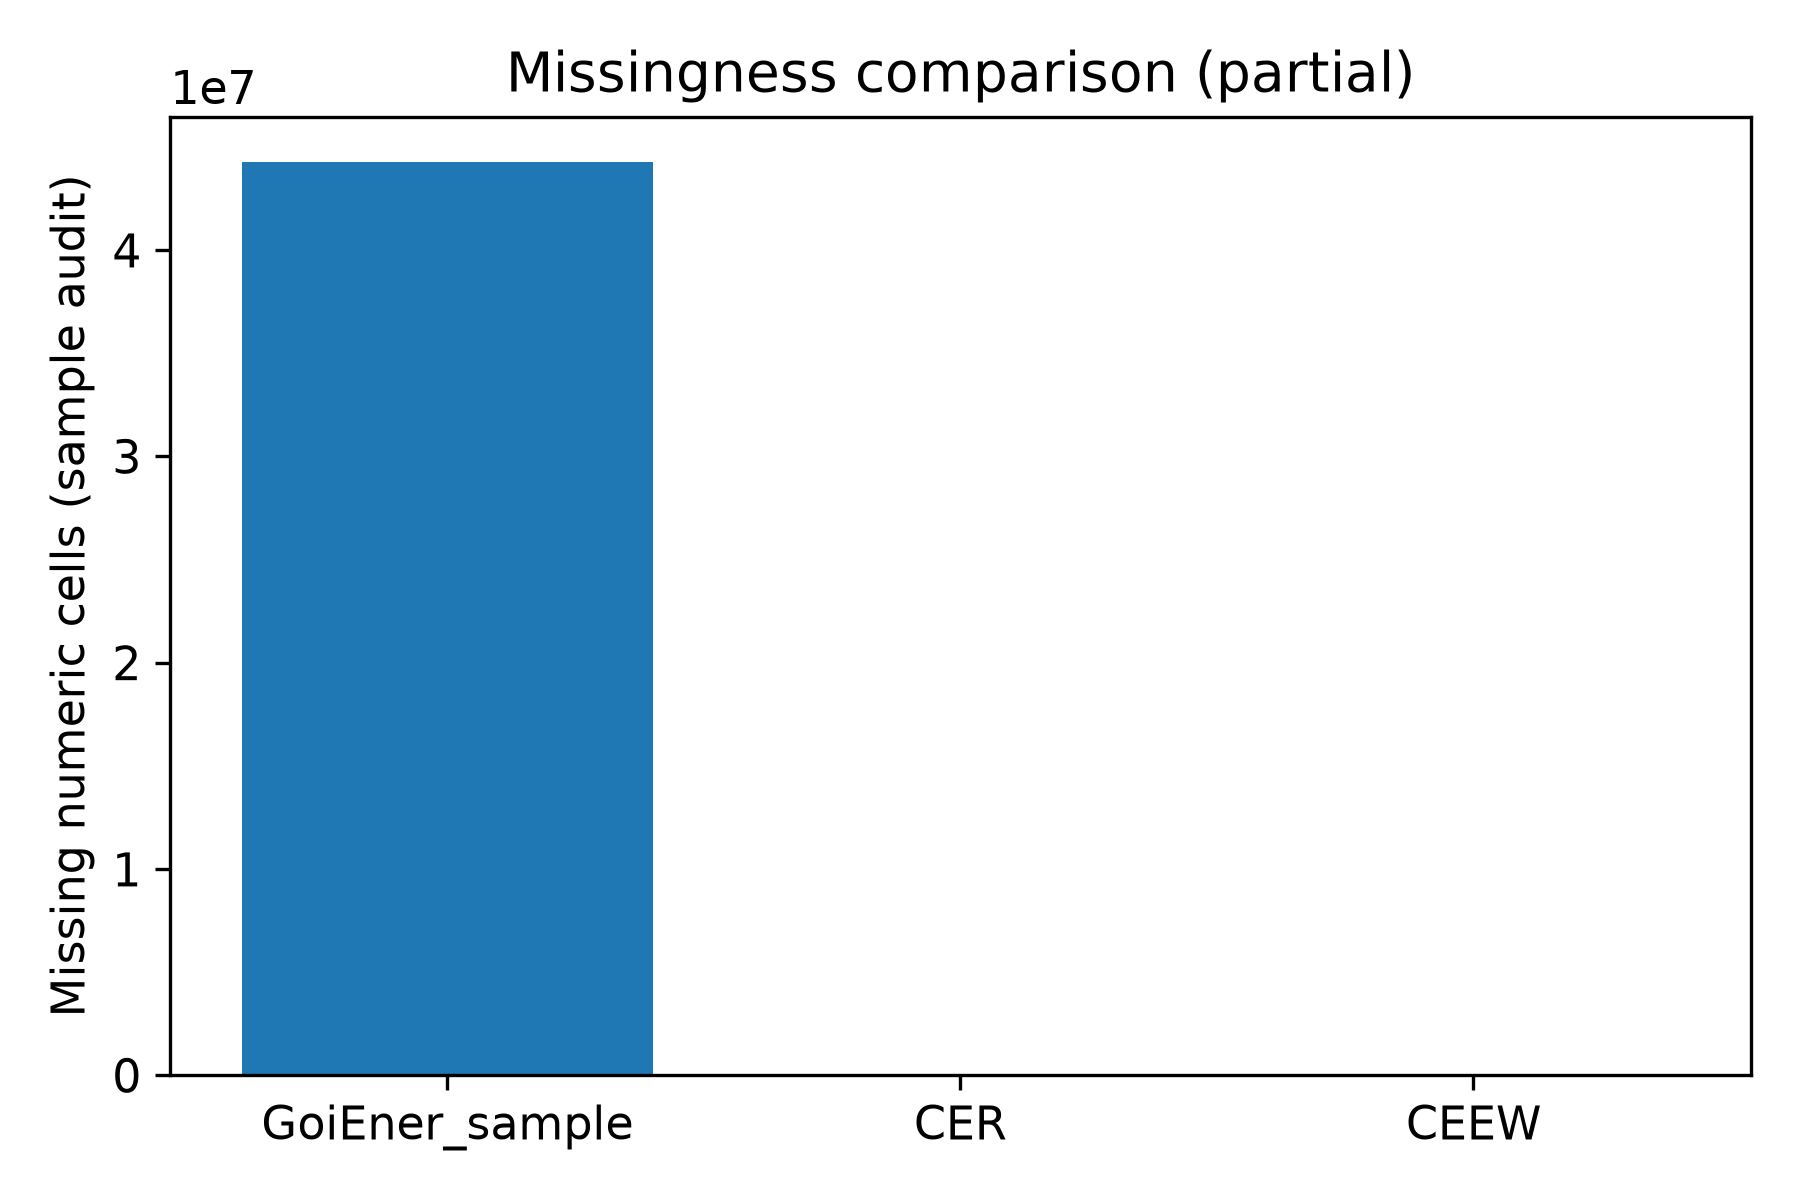 Missingness comparison (partial)
1e7
Missing numeric cells (sample audit)
4
3
2
1
0
GoiEner_sample
CER
CEEW